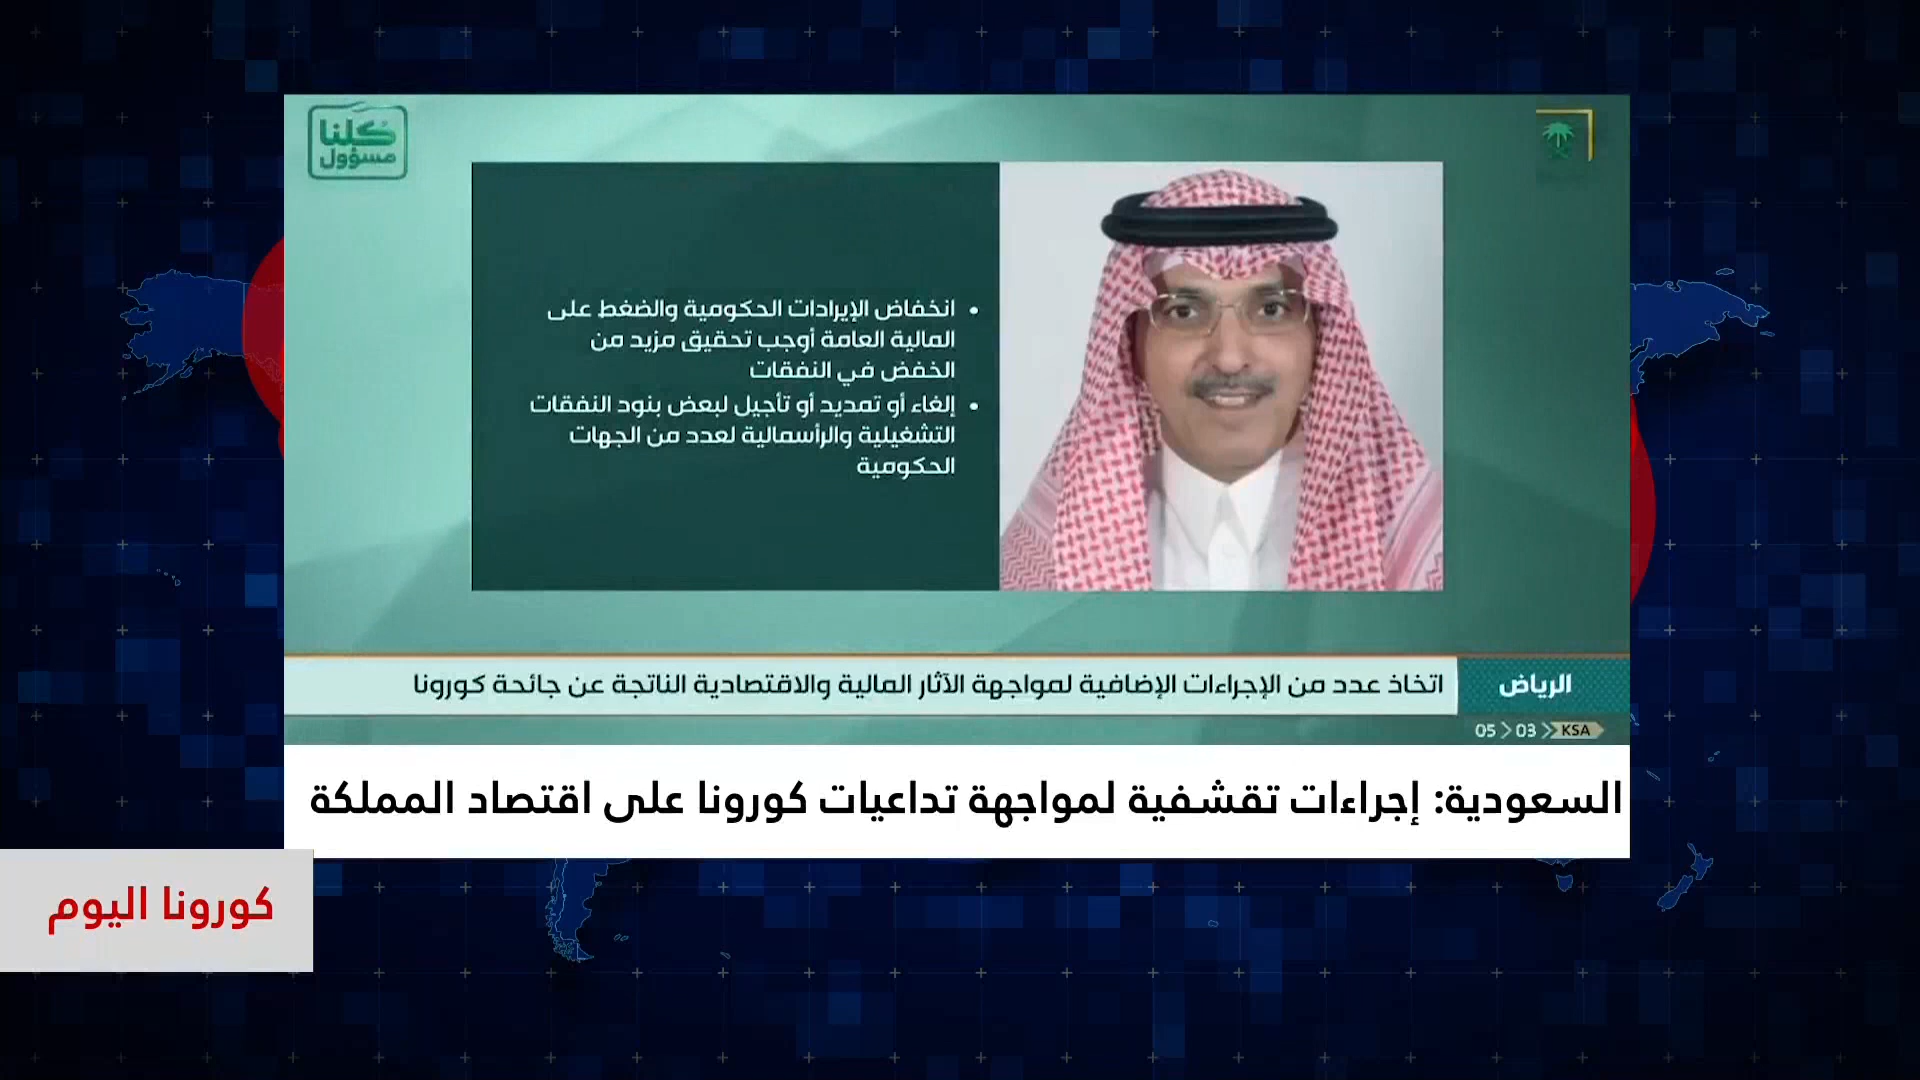 كلنا
مسؤول
• انخفاض الإيرادات الحكومية والضغط على
المالية العامة أوجب تحقيق مزيد من
الخفض في النفقات
• إلغاء أو تمديد أو تأجيل لبعض بنود النفقات
التشغيلية والرأسمالية لعدد من الجهات
الحكومية
الرياض
اتخاذ عدد من الإجراءات الإضافية لمواجهة الآثار المالية والاقتصادية الناتجة عن جائحة كورونا
05 > 03 >> KSA
السعودية: إجراءات تقشفية لمواجهة تداعيات كورونا على اقتصاد المملكة
كورونا اليوم